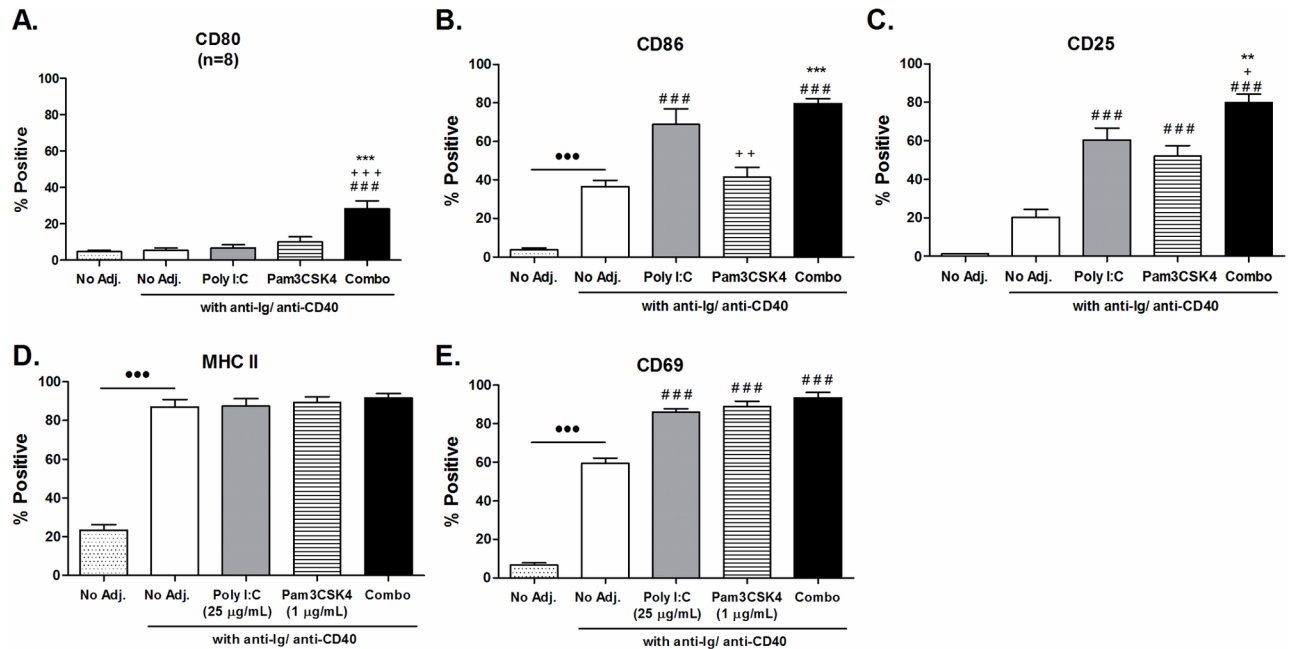 A.
CD80
(n=8)
% Positive
100
80
60
40
20
0
***
+ + +
###
No Adj.
No Adj.
Poly I:C
Pam3CSK4
Combo
with anti-Ig/ anti-CD40
B.
CD86
% Positive
100
80
60
40
20
0
•••
###
+ +
***
###
No Adj.
No Adj.
Poly I:C
Pam3CSK4
Combo
with anti-Ig/ anti-CD40
C.
CD25
% Positive
100
80
60
40
20
0
###
###
**
+
###
No Adj.
No Adj.
Poly I:C
Pam3CSK4
Combo
with anti-Ig/ anti-CD40
D.
MHC II
% Positive
100
80
60
40
20
0
•••
No Adj.
No Adj.
Poly I:C
(25 µg/mL)
Pam3CSK4
(1 µg/mL)
Combo
with anti-Ig/ anti-CD40
E.
CD69
% Positive
100
80
60
40
20
0
•••
###
###
###
No Adj.
No Adj.
Poly I:C
(25 µg/mL)
Pam3CSK4
(1 µg/mL)
Combo
with anti-Ig/ anti-CD40